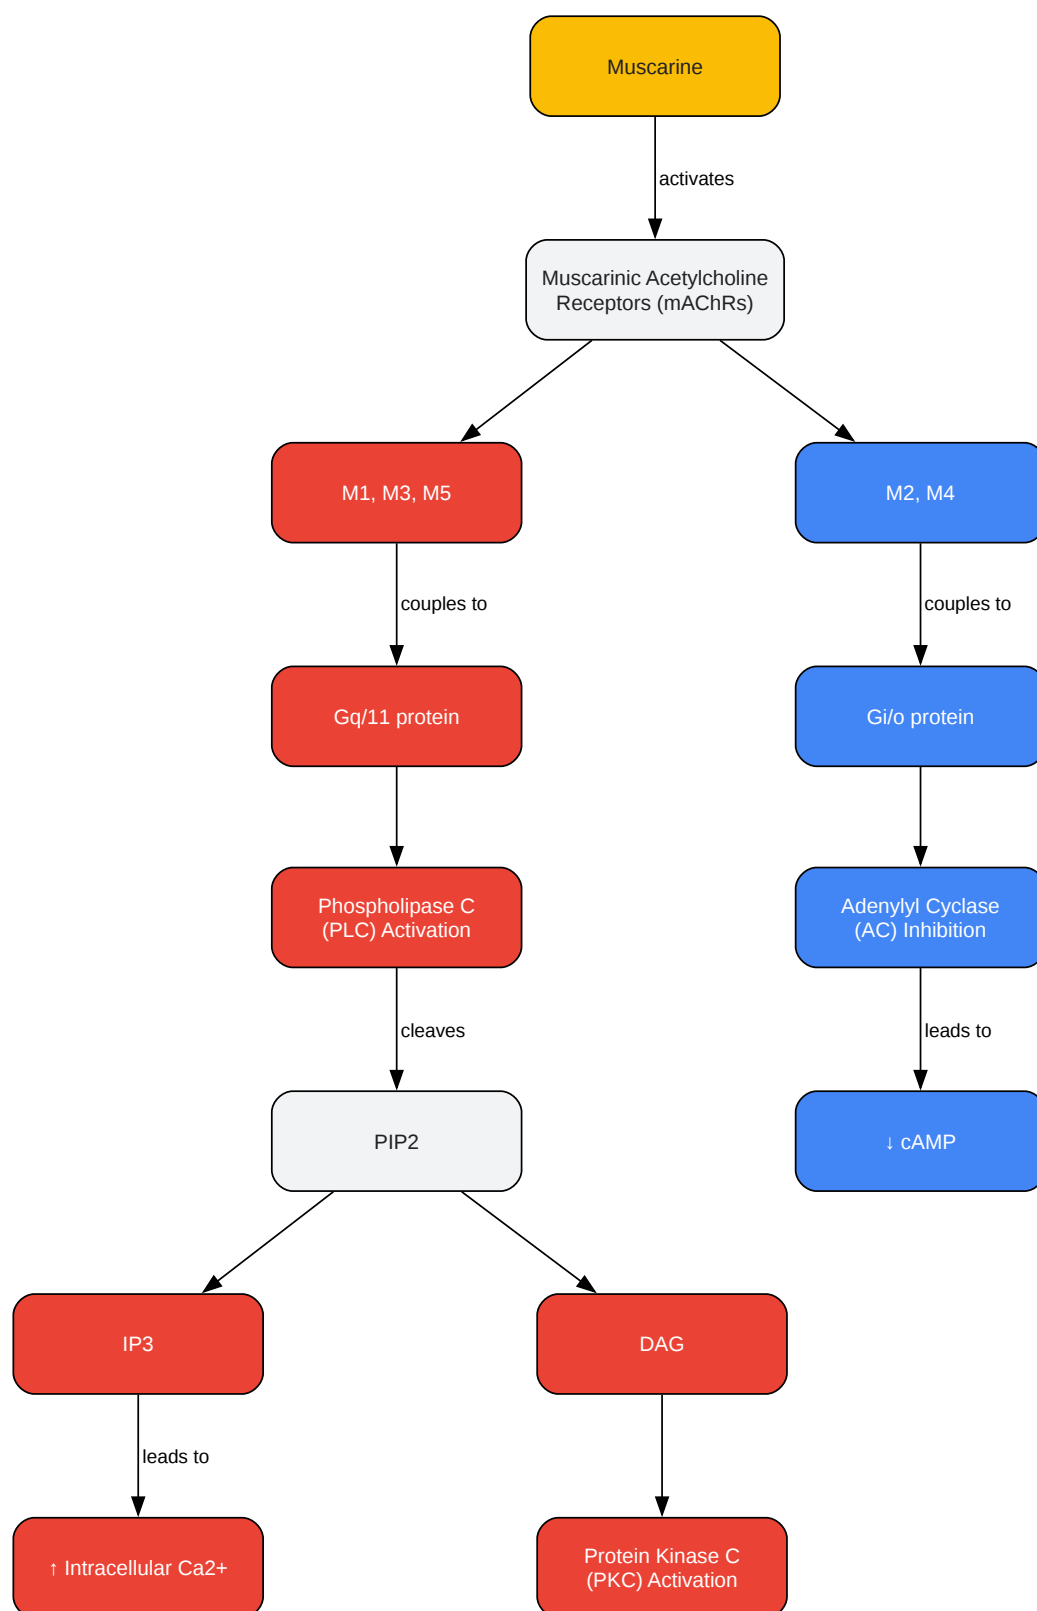 Muscarine
activates
Muscarinic Acetylcholine
Receptors (mAChRs)
M1, M3, M5
M2, M4
couples to
couples to
Gq/11 protein
Gi/o protein
Phospholipase C
(PLC) Activation
Adenylyl Cyclase
(AC) Inhibition
cleaves
leads to
PIP2
↓ cAMP
IP3
DAG
leads to
↑ Intracellular Ca2+
Protein Kinase C
(PKC) Activation